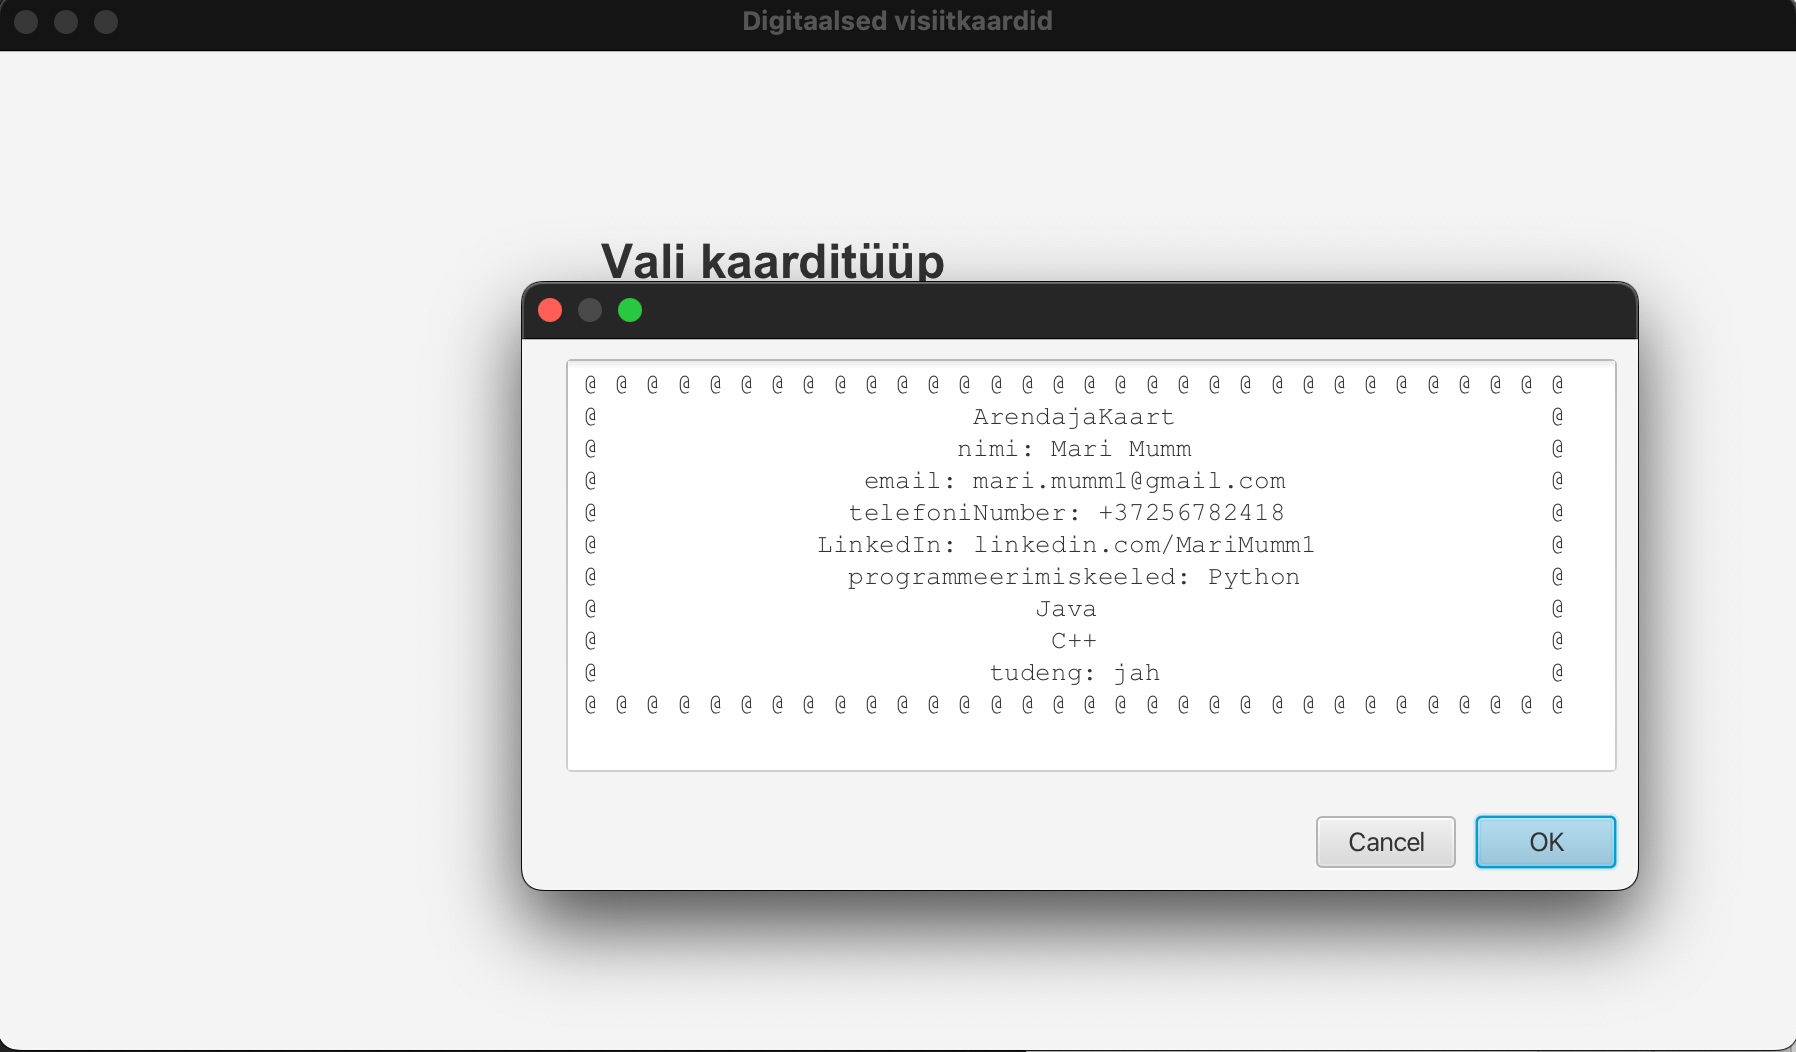 Digitaalsed visiitkaardid
Vali kaarditüüp
@ @ @ @ @ @ @ @ @ @ @ @ @ @ @ @ @ @ @ @ @ @ @ @ @ @ @ @ @ @ @ @
@ ArendajaKaart @
@ nimi: Mari Mumm @
@ email: mari.mumm1@gmail.com @
@ telefoniNumber: +37256782418 @
@ LinkedIn: linkedin.com/MariMumm1 @
@ programmeerimiskeeled: Python @
@ Java @
@ C++ @
@ tudeng: jah @
@ @ @ @ @ @ @ @ @ @ @ @ @ @ @ @ @ @ @ @ @ @ @ @ @ @ @ @ @ @ @ @
Cancel OK